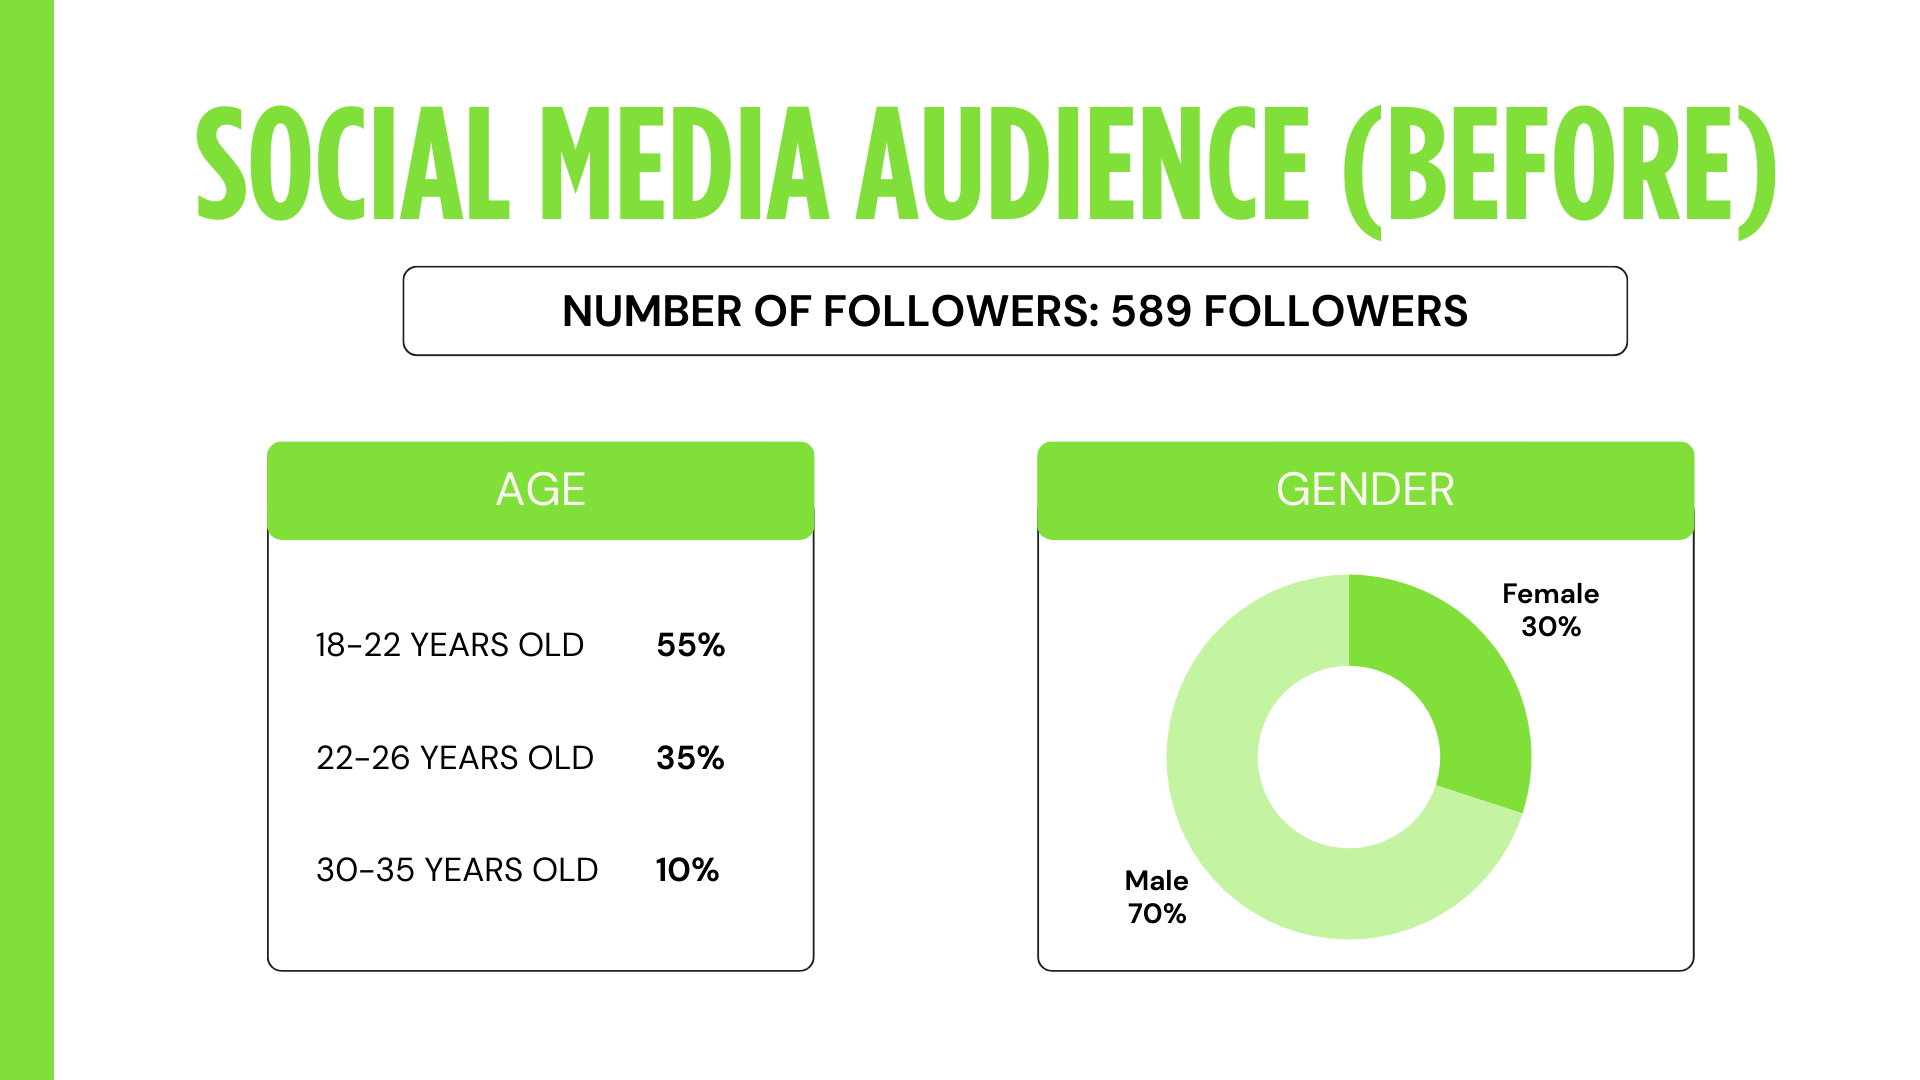 SOCIAL MEDIA AUDIENCE (BEFORE)
NUMBER OF FOLLOWERS: 589 FOLLOWERS
AGE
18-22 YEARS OLD 55%
22-26 YEARS OLD 35%
30-35 YEARS OLD 10%
GENDER
Female
30%
Male
70%